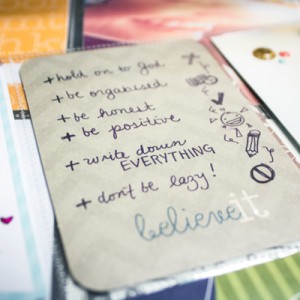 +hold on to god
+be organised
+be honest
+be positive
+write down
EVERYTHING
+don't be lazy!
believe it